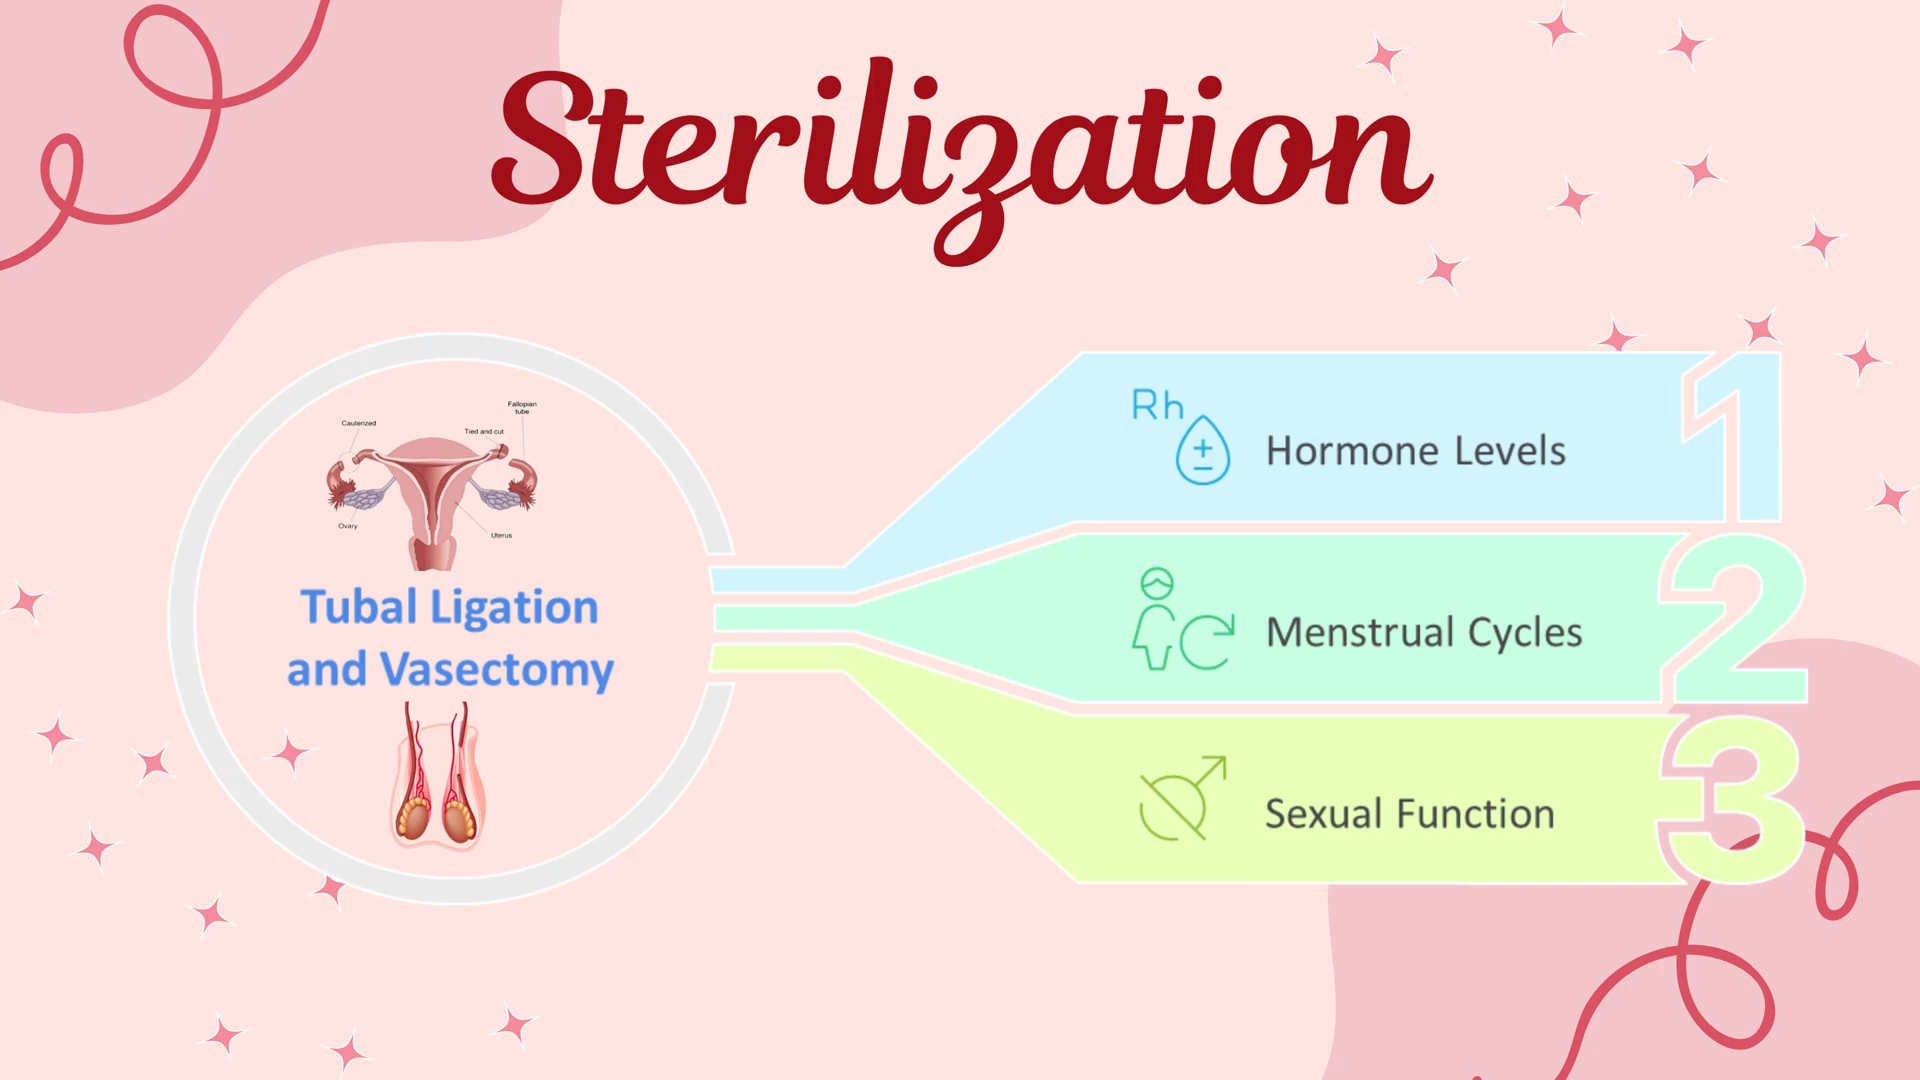 Sterilization
Fallopian
tube
Cauterized
Tied and cut
Ovary
Uterus
Tubal Ligation
and Vasectomy
Rh
Hormone Levels
1
Menstrual Cycles
2
Sexual Function
3